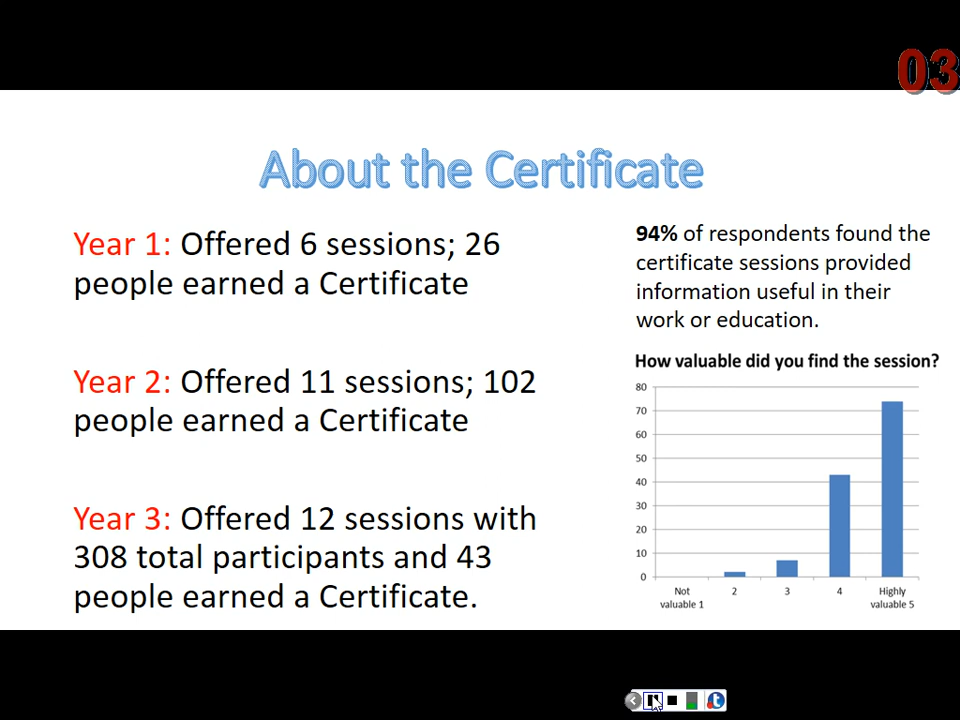 03
About the Certificate
Year 1: Offered 6 sessions; 26
people earned a Certificate
Year 2: Offered 11 sessions; 102
people earned a Certificate
Year 3: Offered 12 sessions with
308 total participants and 43
people earned a Certificate.
94% of respondents found the
certificate sessions provided
information useful in their
work or education.
How valuable did you find the session?
80
70
60
50
40
30
20
10
0
Not 2 3 4 Highly
valuable 1 valuable 5
t